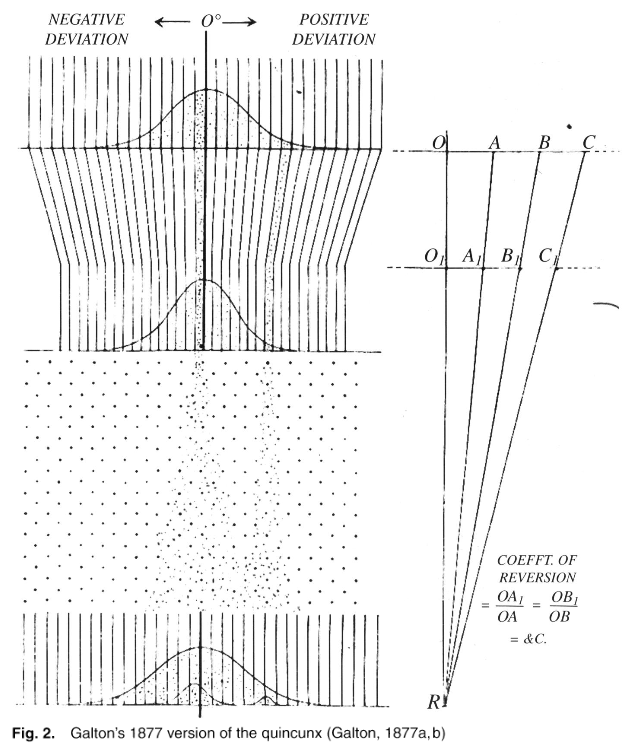 NEGATIVE
DEVIATION
← O° →
POSITIVE
DEVIATION
O A B C
O₁ A₁ B₁ C₁
COEFFT. OF
REVERSION
= OA₁/OA = OB₁/OB
= &C.
R
Fig. 2. Galton's 1877 version of the quincunx (Galton, 1877a,b)